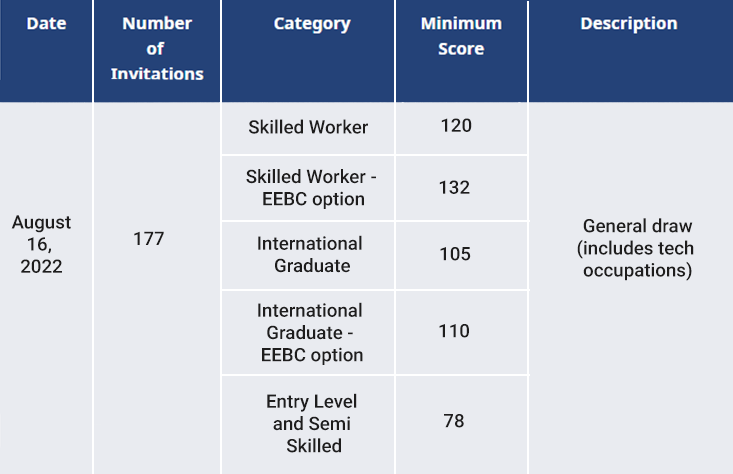 Date
Number
of
Invitations
Category
Minimum
Score
Description
August
16,
2022
177
Skilled Worker
120
Skilled Worker -
EEBC option
132
International
Graduate
105
International
Graduate -
EEBC option
110
Entry Level
and Semi
Skilled
78
General draw
(includes tech
occupations)